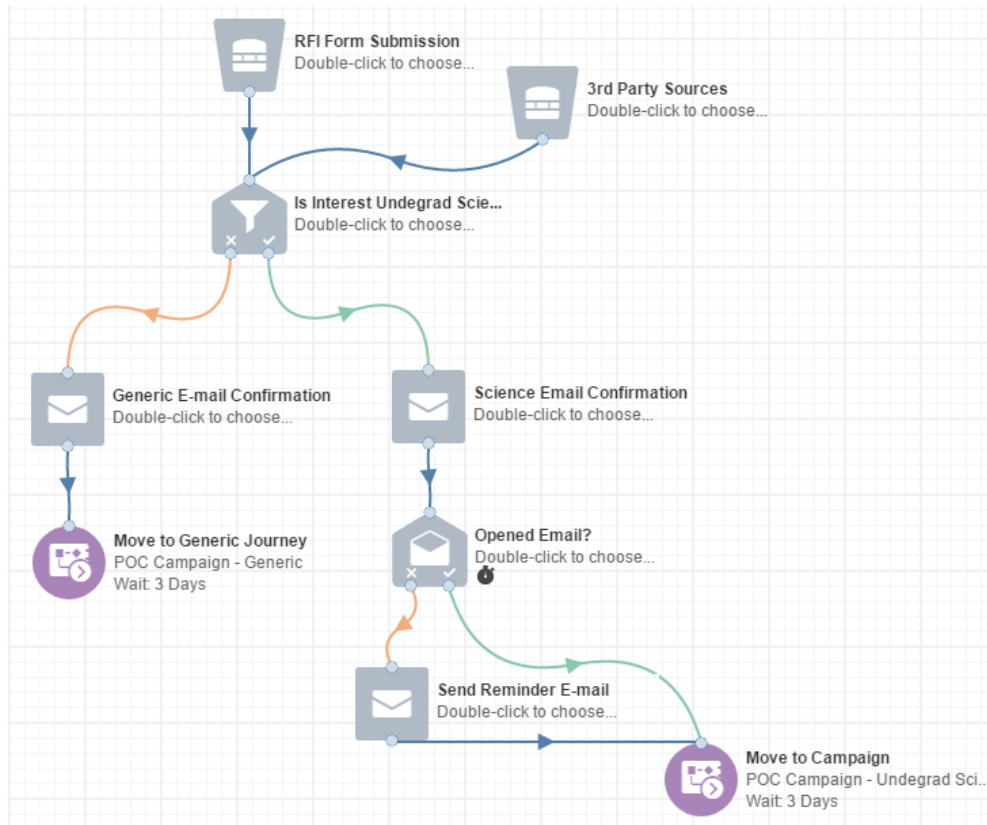 RFI Form Submission
Double-click to choose...
3rd Party Sources
Double-click to choose...
Is Interest Undegrad Scie...
Double-click to choose...
Generic E-mail Confirmation
Double-click to choose...
Science Email Confirmation
Double-click to choose...
Move to Generic Journey
POC Campaign - Generic
Wait: 3 Days
Opened Email?
Double-click to choose...
Send Reminder E-mail
Double-click to choose...
Move to Campaign
POC Campaign - Undegrad Sci...
Wait: 3 Days